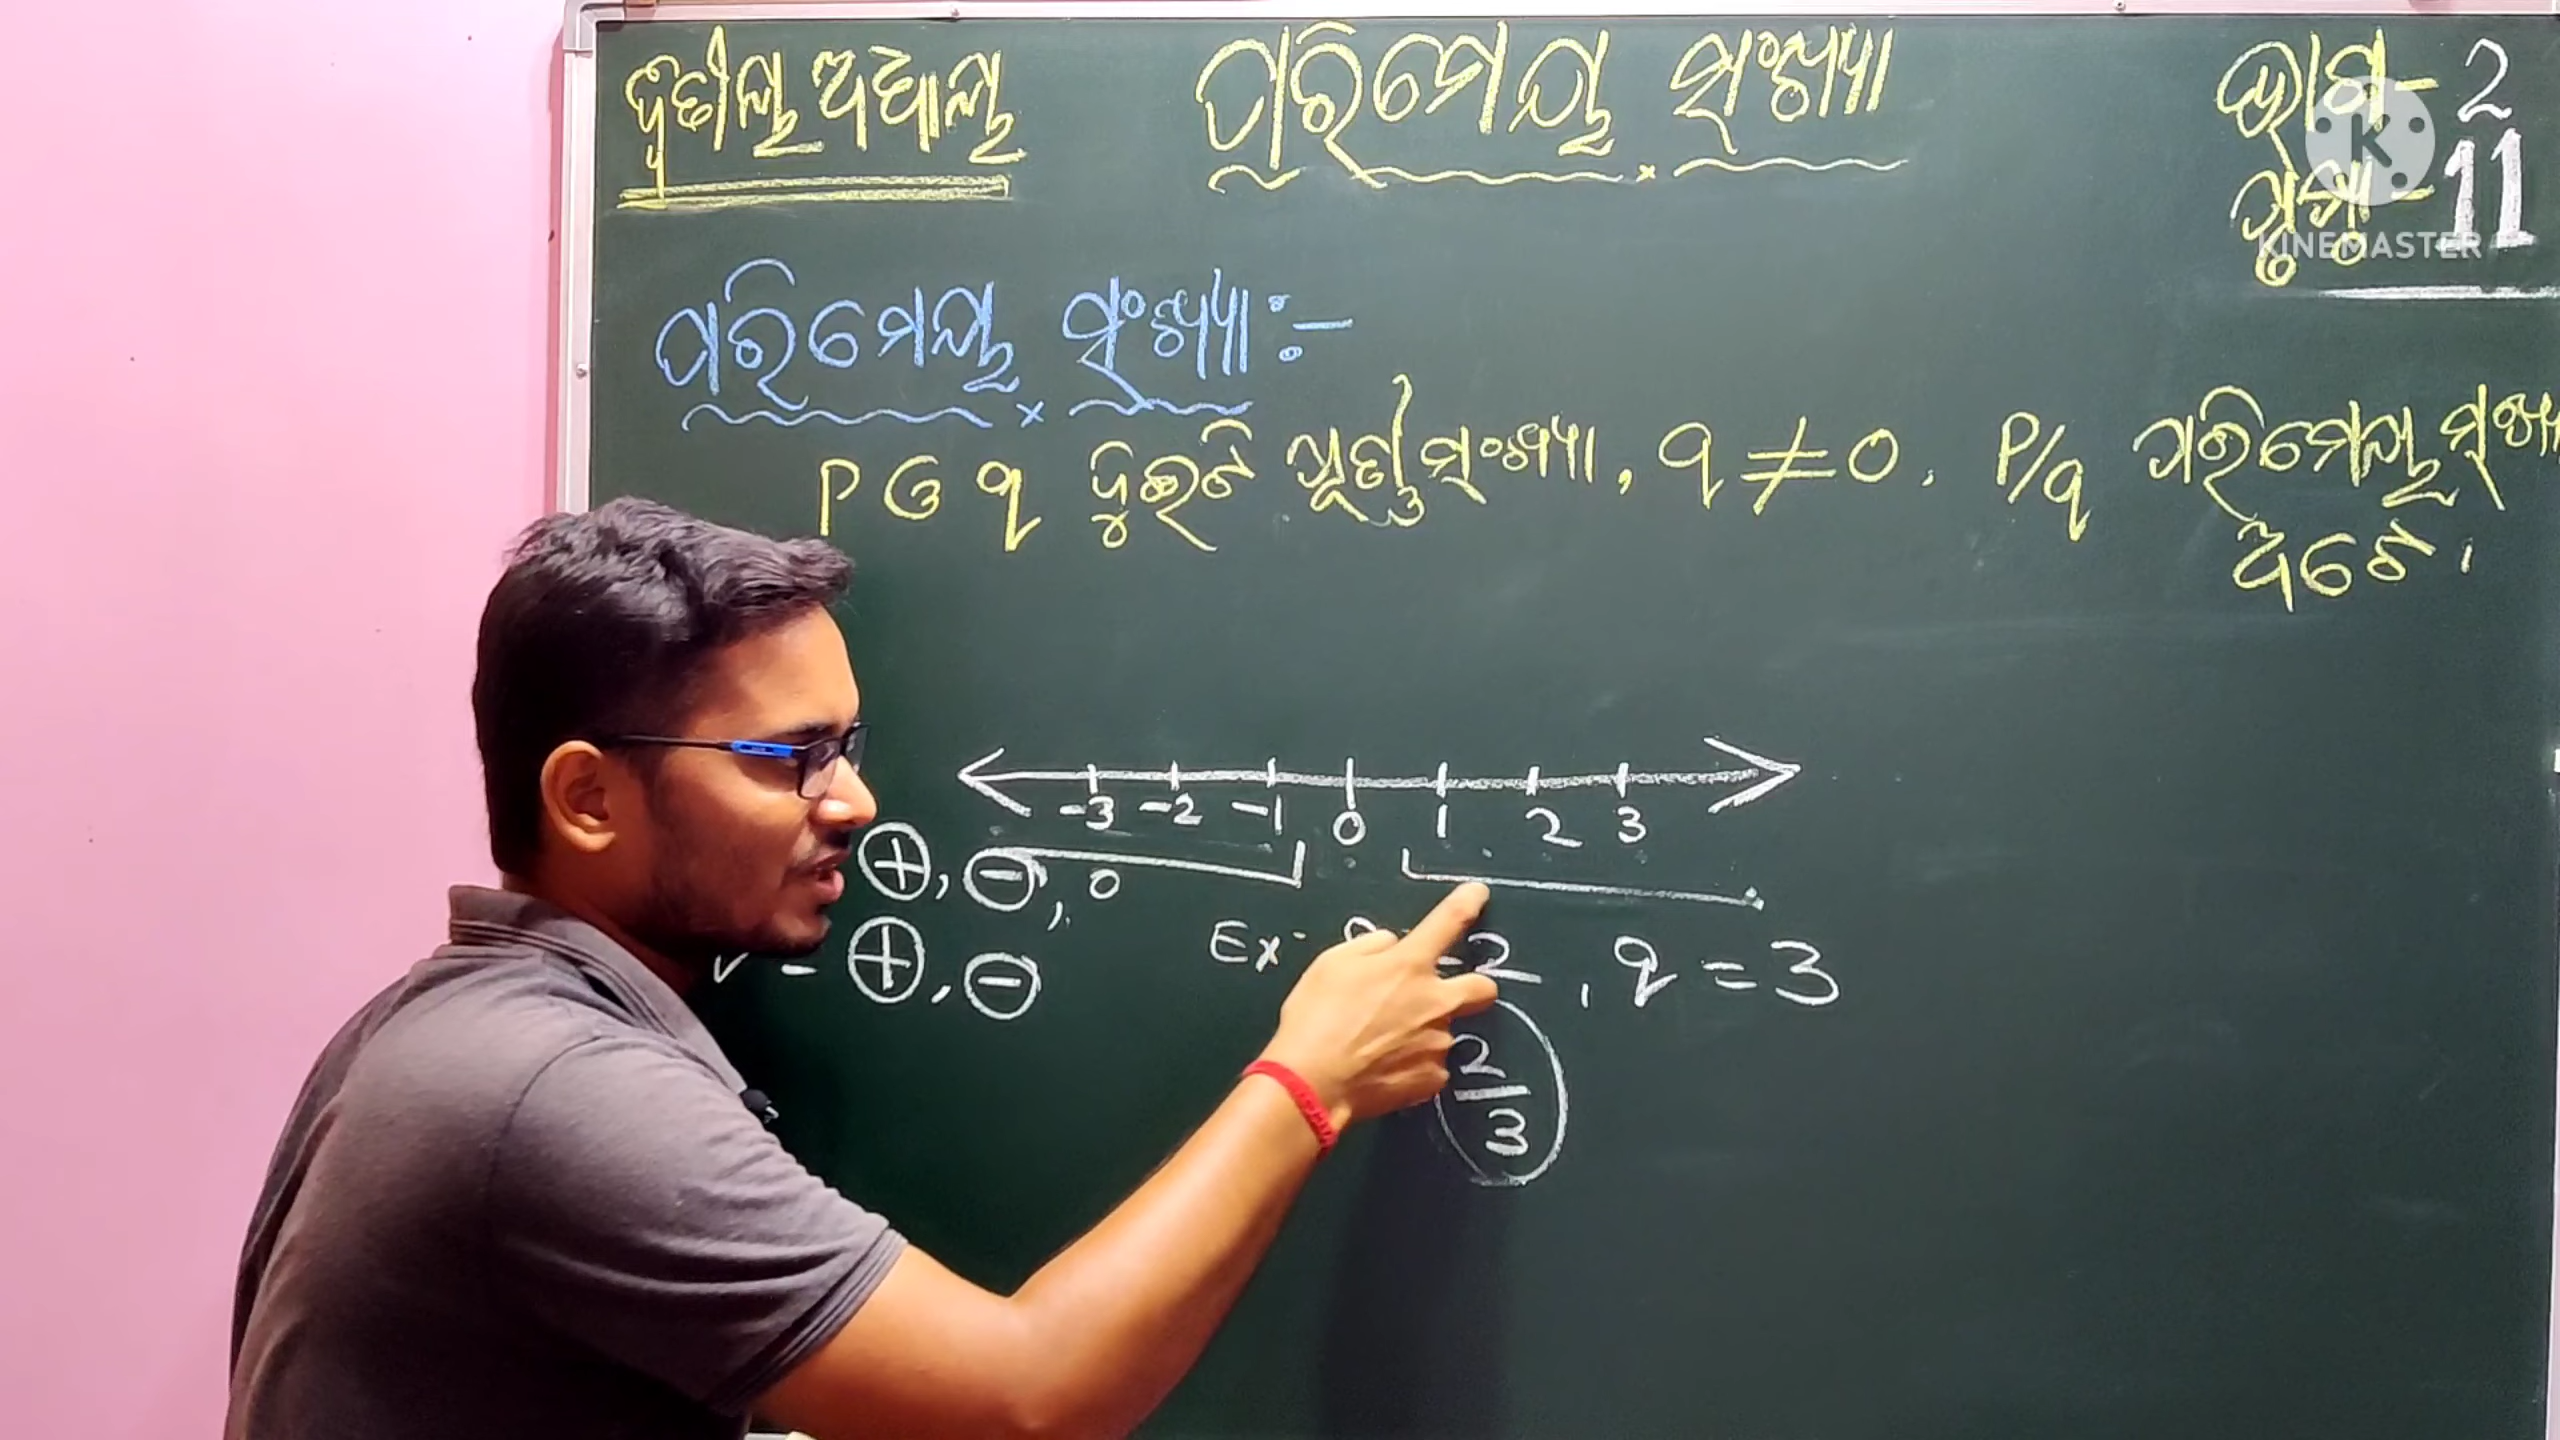 ଦ୍ୱିତୀୟ ଅଧ୍ୟାୟ
ପରିମେୟ ସଂଖ୍ୟା
ଭାଗ- 2
11
KINEMASTER
ପରିମେୟ ସଂଖ୍ୟା:-
P ଓ q ଦୁଇଟି ପୂର୍ଣ୍ଣସଂଖ୍ୟା, q ≠ 0, P/q ପରିମେୟ ସଂଖ୍ୟା
ଅଟେ।
-3 -2 -1 0 1 2 3
+, -, 0
- +, -
Ex- 2, q = 3
2/3